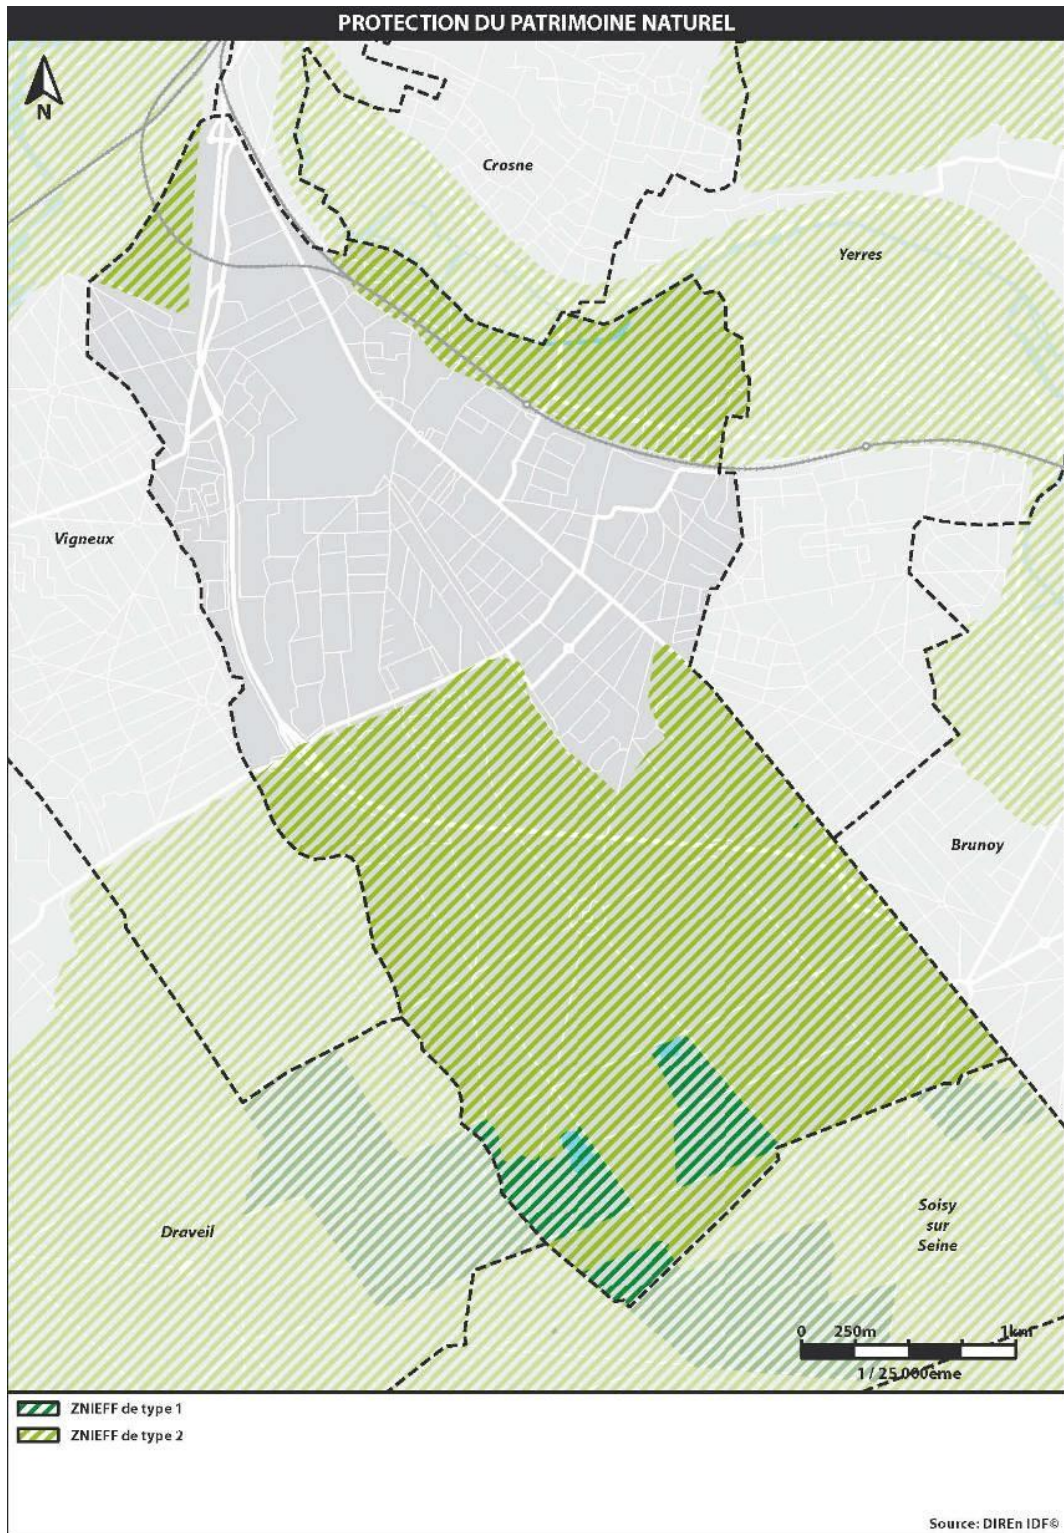 PROTECTION DU PATRIMOINE NATUREL
N
Crosne
Yerres
Vigneux
Brunoy
Draveil
Soisy
sur
Seine
0 250m 1km
1 / 25 000ème
ZNIEFF de type 1
ZNIEFF de type 2
Source: DIREn IDF©